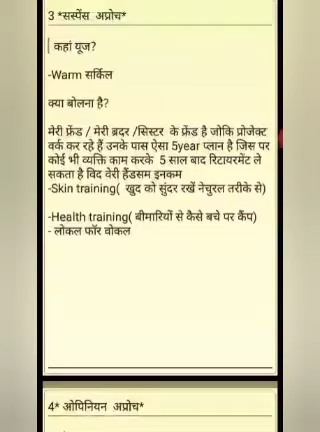 3 *सस्पेंस अप्रोच*
कहां यूज?
-Warm सर्किल
क्या बोलना है?
मेरी फ्रेंड / मेरी ब्रदर /सिस्टर के फ्रेंड है जोकि प्रोजेक्ट
वर्क कर रहे हैं उनके पास ऐसा 5year प्लान है जिस पर
कोई भी व्यक्ति काम करके 5 साल बाद रिटायरमेंट ले
सकता है विद वेरी हैंडसम इनकम
-Skin training( खुद को सुंदर रखें नेचुरल तरीके से)
-Health training( बीमारियों से कैसे बचे पर कैंप)
- लोकल फॉर वोकल
4* ओपिनियन अप्रोच*